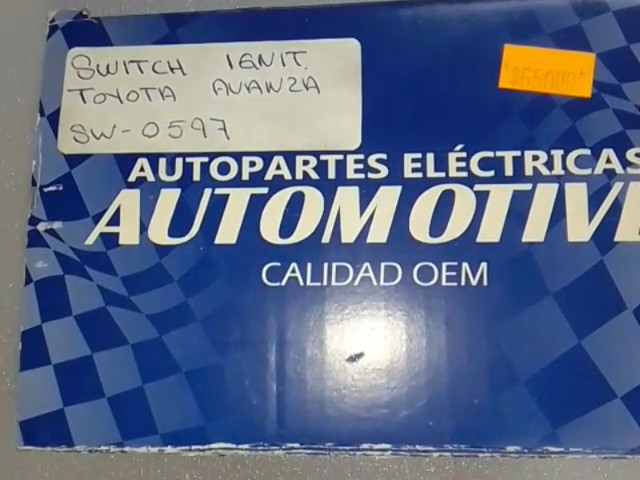 SWITCH IGNIT.
TOYOTA AVANZA
SW-0597
AUTOPARTES ELÉCTRICAS
AUTOMOTIVE
CALIDAD OEM